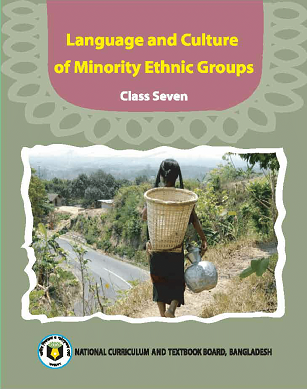 Language and Culture
of Minority Ethnic Groups
Class Seven
NATIONAL CURRICULUM AND TEXTBOOK BOARD, BANGLADESH